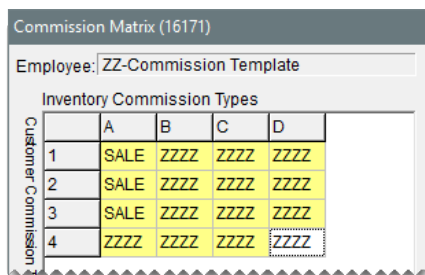 Commission Matrix (16171)
Employee: ZZ-Commission Template
Inventory Commission Types
Customer Commission
A B C D
1 SALE ZZZZ ZZZZ ZZZZ
2 SALE ZZZZ ZZZZ ZZZZ
3 SALE ZZZZ ZZZZ ZZZZ
4 ZZZZ ZZZZ ZZZZ ZZZZ